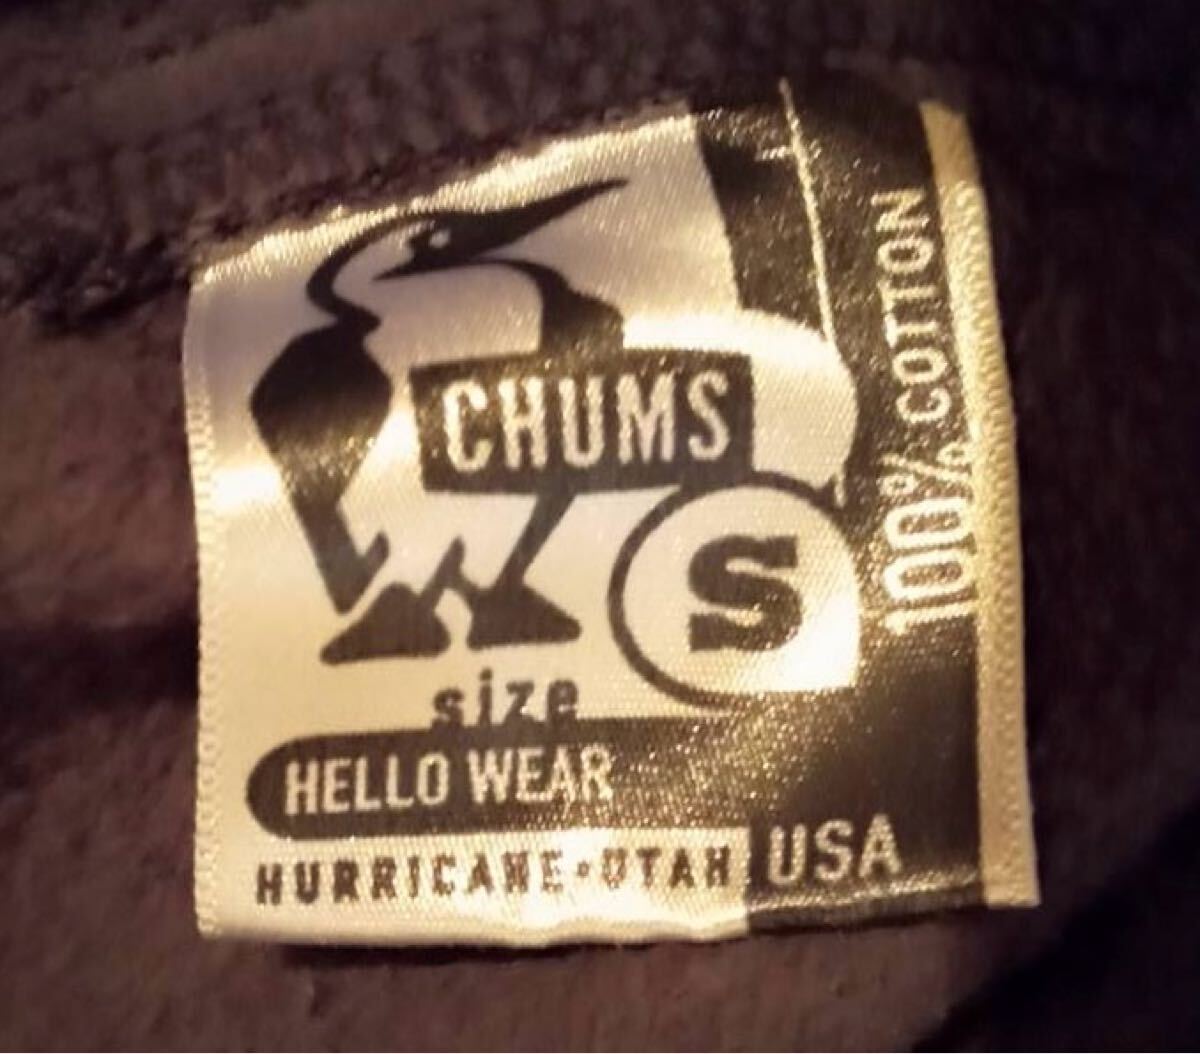 CHUMS
S
size
HELLO WEAR
HURRICANE•UTAH USA
100% COTTON